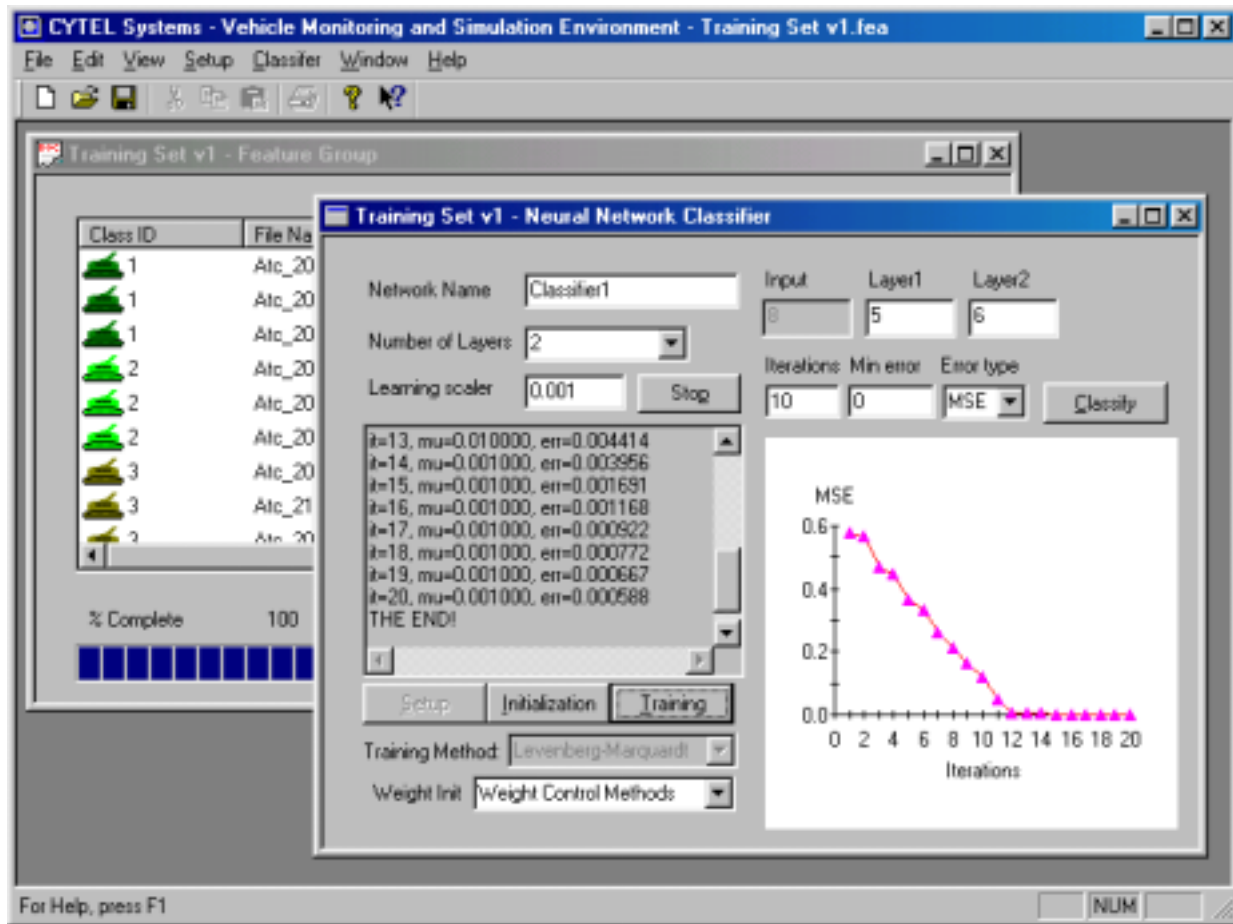 CYTEL Systems - Vehicle Monitoring and Simulation Environment - Training Set v1.fea
File Edit View Setup Classifer Window Help
Training Set v1 - Feature Group
Class ID File Na
1 Atc_20
1 Atc_20
1 Atc_20
2 Atc_20
2 Atc_20
2 Atc_20
3 Atc_20
3 Atc_21
3 Atc_20
% Complete 100
Training Set v1 - Neural Network Classifier
Network Name Classifier1
Number of Layers 2
Learning scaler 0.001 Stop
Input Layer1 Layer2
8 5 6
Iterations Min error Error type
10 0 MSE Classify
it=13, mu=0.010000, err=0.004414
it=14, mu=0.001000, err=0.003956
it=15, mu=0.001000, err=0.001691
it=16, mu=0.001000, err=0.001168
it=17, mu=0.001000, err=0.000922
it=18, mu=0.001000, err=0.000772
it=19, mu=0.001000, err=0.000667
it=20, mu=0.001000, err=0.000588
THE END!
Setup Initialization Training
Training Method: Levenberg-Marquardt
Weight Init Weight Control Methods
MSE
0.6
0.4
0.2
0.0
0 2 4 6 8 10 12 14 16 18 20
Iterations
For Help, press F1 NUM